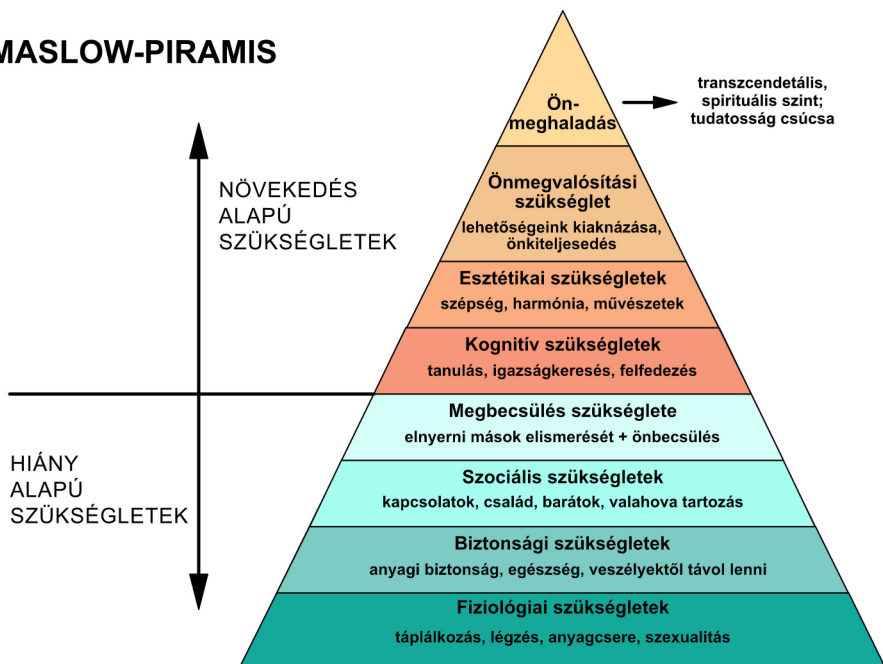 MASLOW-PIRAMIS
Ön-
meghaladás
transzcendetális,
spirituális szint;
tudatosság csúcsa
NÖVEKEDÉS
ALAPÚ
SZÜKSÉGLETEK
Önmegvalósítási
szükséglet
lehetőségeink kiaknázása,
önkiteljesedés
Esztétikai szükségletek
szépség, harmónia, művészetek
Kognitív szükségletek
tanulás, igazságkeresés, felfedezés
Megbecsülés szükséglete
elnyerni mások elismerését + önbecsülés
HIÁNY
ALAPÚ
SZÜKSÉGLETEK
Szociális szükségletek
kapcsolatok, család, barátok, valahova tartozás
Biztonsági szükségletek
anyagi biztonság, egészség, veszélyektől távol lenni
Fiziológiai szükségletek
táplálkozás, légzés, anyagcsere, szexualitás